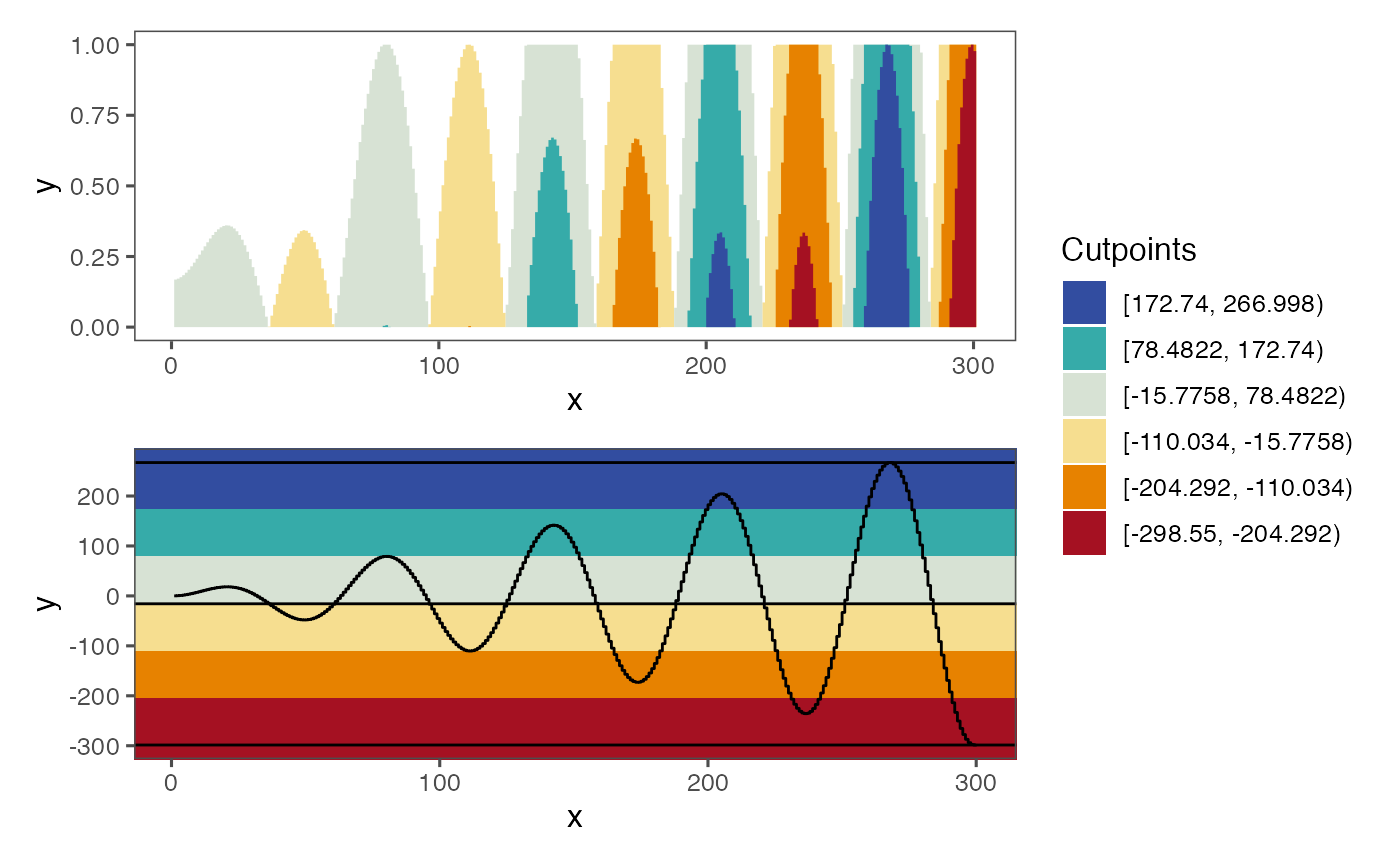 1.00
0.75
0.50
0.25
0.00
y
0 100 200 300
x
200
100
0
-100
-200
-300
y
0 100 200 300
x
Cutpoints
[172.74, 266.998)
[78.4822, 172.74)
[-15.7758, 78.4822)
[-110.034, -15.7758)
[-204.292, -110.034)
[-298.55, -204.292)